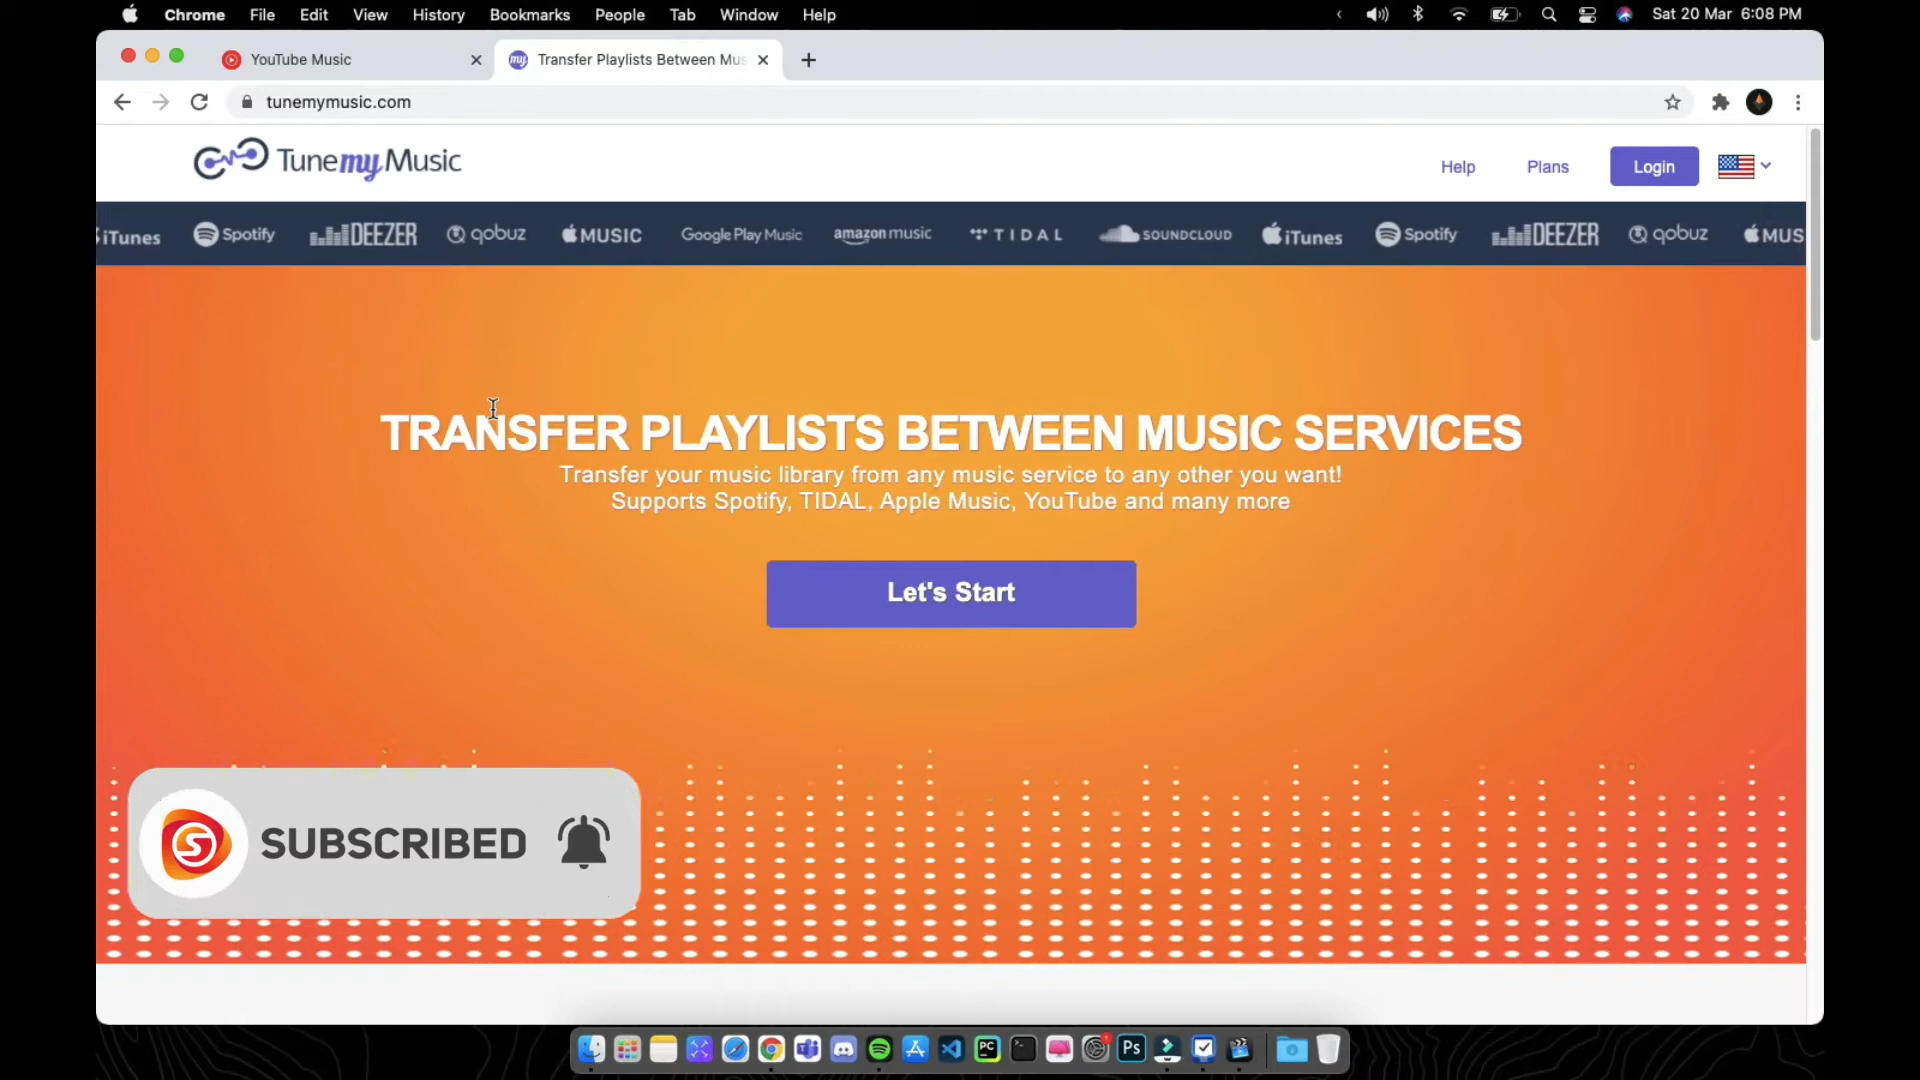 Chrome File Edit View History Bookmarks People Tab Window Help Sat 20 Mar 6:08 PM
YouTube Music Transfer Playlists Between Mus
tunemymusic.com
TunemyMusic Help Plans Login
iTunes Spotify DEEZER qobuz MUSIC Google Play Music amazon music TIDAL SOUNDCLOUD iTunes Spotify DEEZER qobuz MUS
TRANSFER PLAYLISTS BETWEEN MUSIC SERVICES
Transfer your music library from any music service to any other you want!
Supports Spotify, TIDAL, Apple Music, YouTube and many more
Let's Start
S SUBSCRIBED
PC Ps